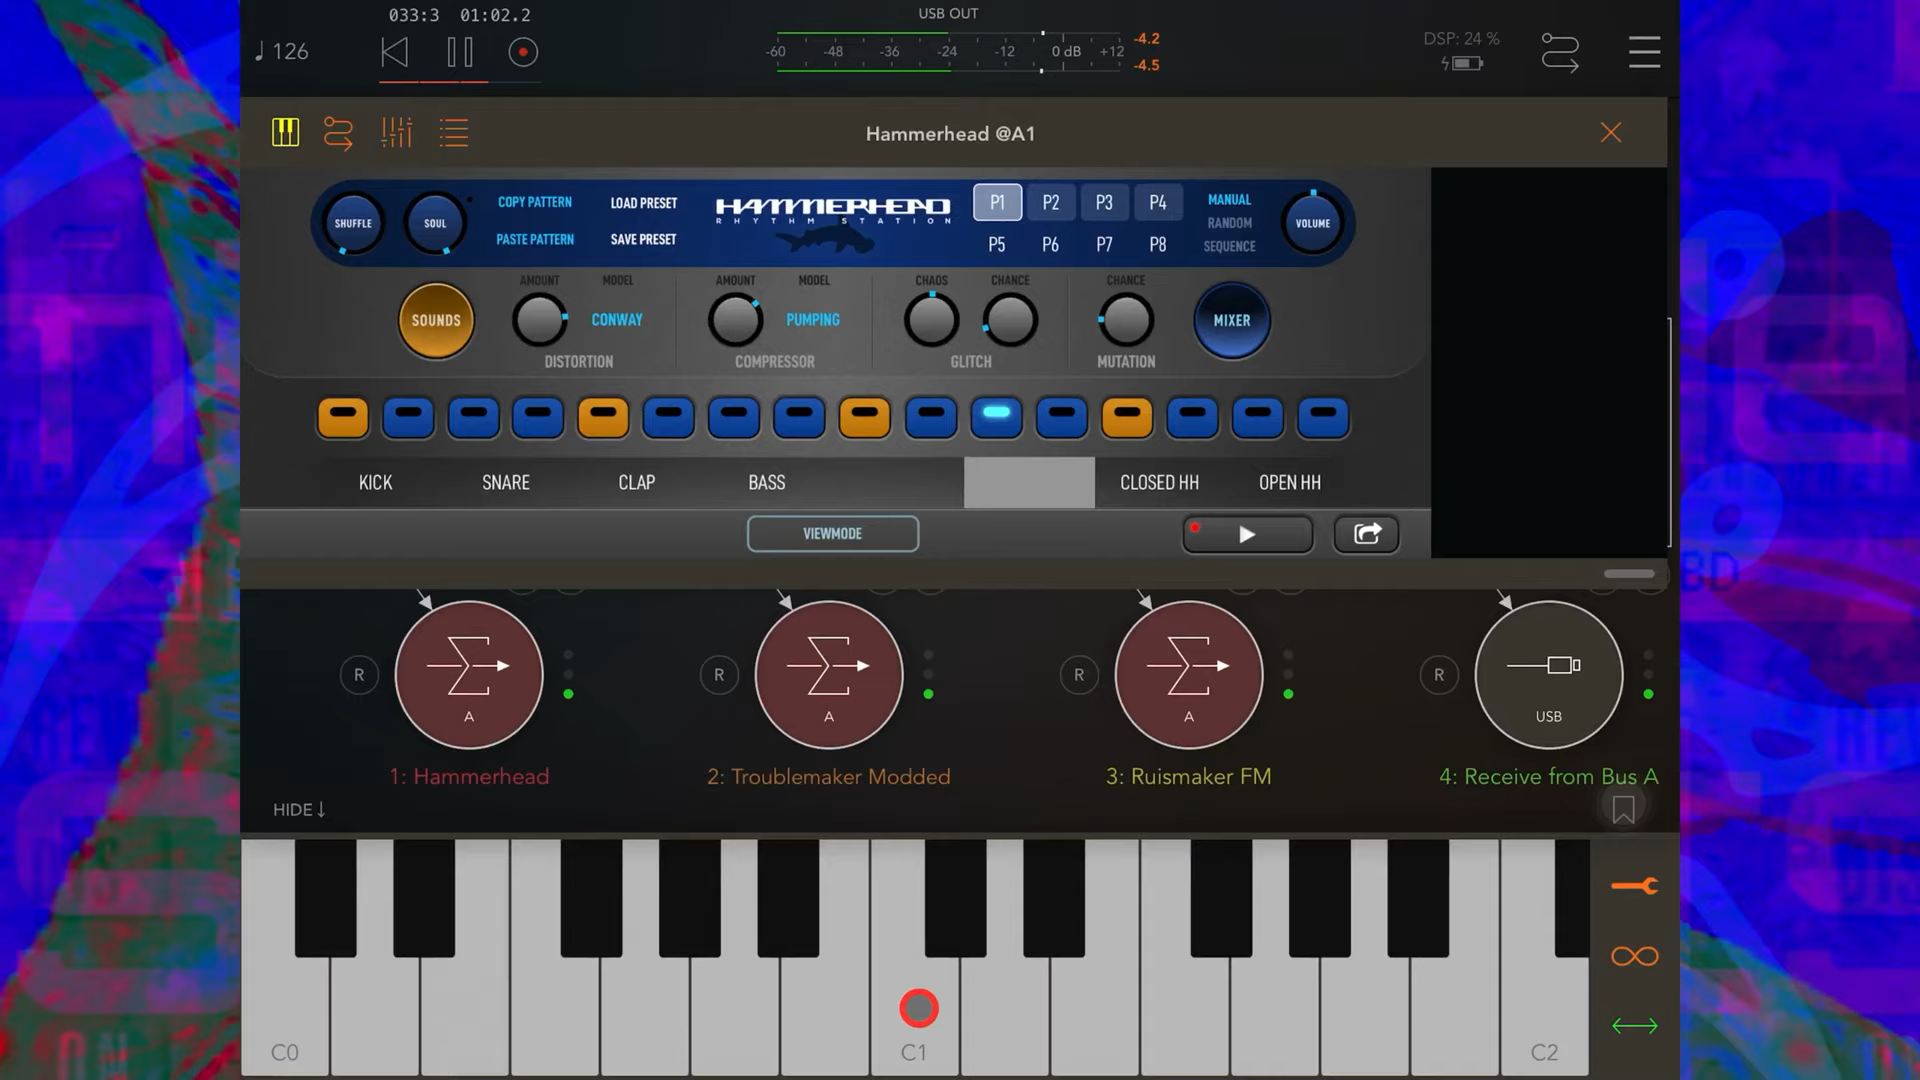 033:3 01:02.2
USB OUT
♩126
-60 -48 -36 -24 -12 0 dB +12
-4.2
-4.5
DSP: 24 %
Hammerhead @A1
SHUFFLE
SOUL
COPY PATTERN
PASTE PATTERN
LOAD PRESET
SAVE PRESET
HAMMERHEAD
RHYTHM STATION
P1 P2 P3 P4
P5 P6 P7 P8
MANUAL
RANDOM
SEQUENCE
VOLUME
SOUNDS
AMOUNT MODEL
CONWAY
DISTORTION
AMOUNT MODEL
PUMPING
COMPRESSOR
CHAOS CHANCE
GLITCH
CHANCE
MUTATION
MIXER
KICK SNARE CLAP BASS CLOSED HH OPEN HH
VIEWMODE
R A R A R A R USB
1: Hammerhead
2: Troublemaker Modded
3: Ruismaker FM
4: Receive from Bus A
HIDE↓
C0 C1 C2